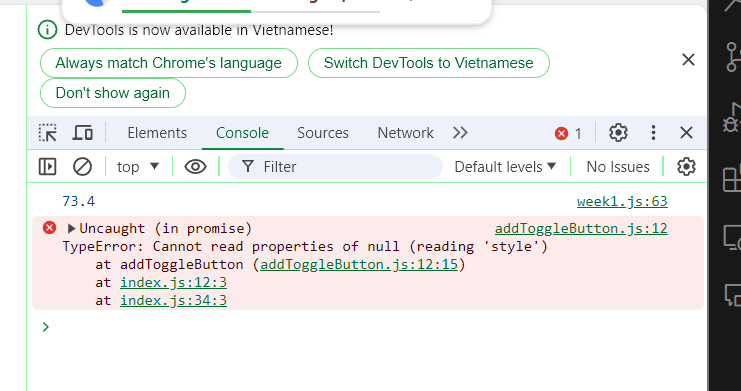 DevTools is now available in Vietnamese!
Always match Chrome's language
Switch DevTools to Vietnamese
Don't show again
Elements Console Sources Network 1
top Filter Default levels No Issues
73.4 week1.js:63
Uncaught (in promise) addToggleButton.js:12
TypeError: Cannot read properties of null (reading 'style')
at addToggleButton (addToggleButton.js:12:15)
at index.js:12:3
at index.js:34:3